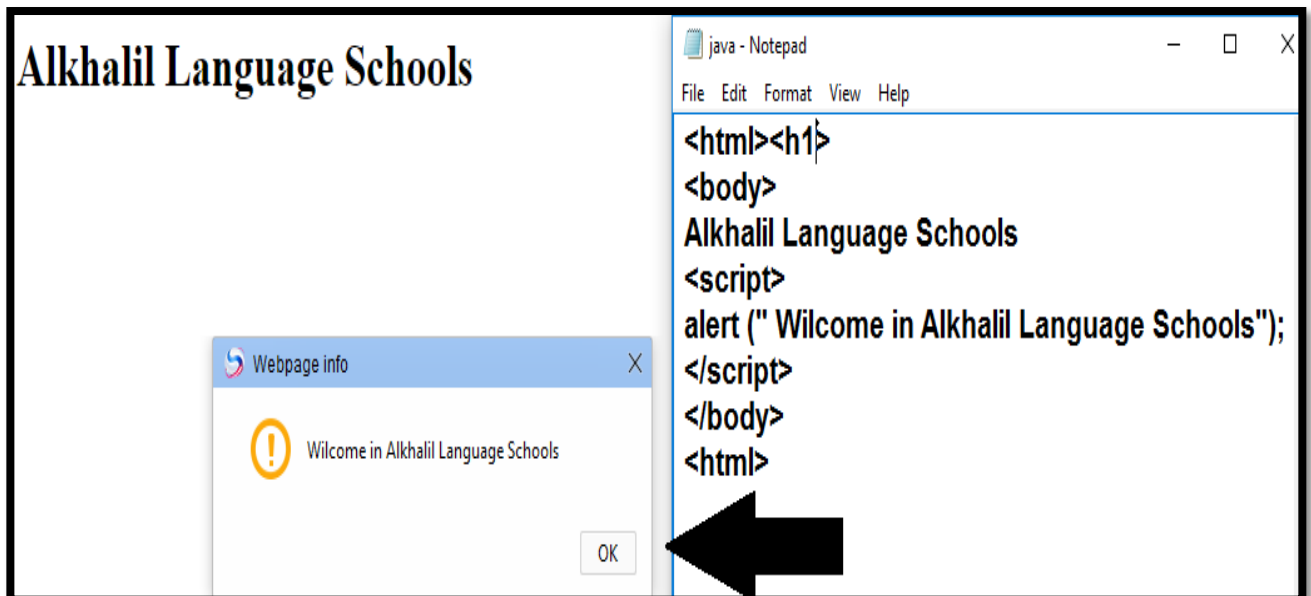 Alkhalil Language Schools
Webpage info
Wilcome in Alkhalil Language Schools
OK
java - Notepad
File Edit Format View Help
<html><h1>
<body>
Alkhalil Language Schools
<script>
alert (" Wilcome in Alkhalil Language Schools");
</script>
</body>
<html>